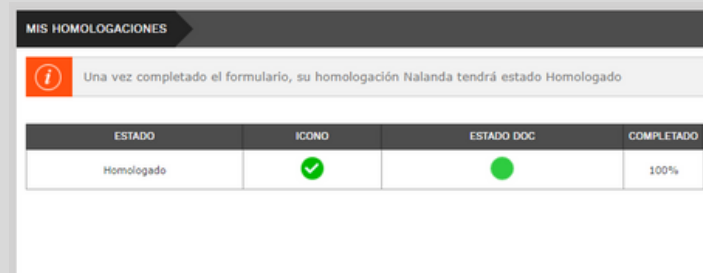 MIS HOMOLOGACIONES
i Una vez completado el formulario, su homologación Nalanda tendrá estado Homologado
ESTADO ICONO ESTADO DOC COMPLETADO
Homologado 100%